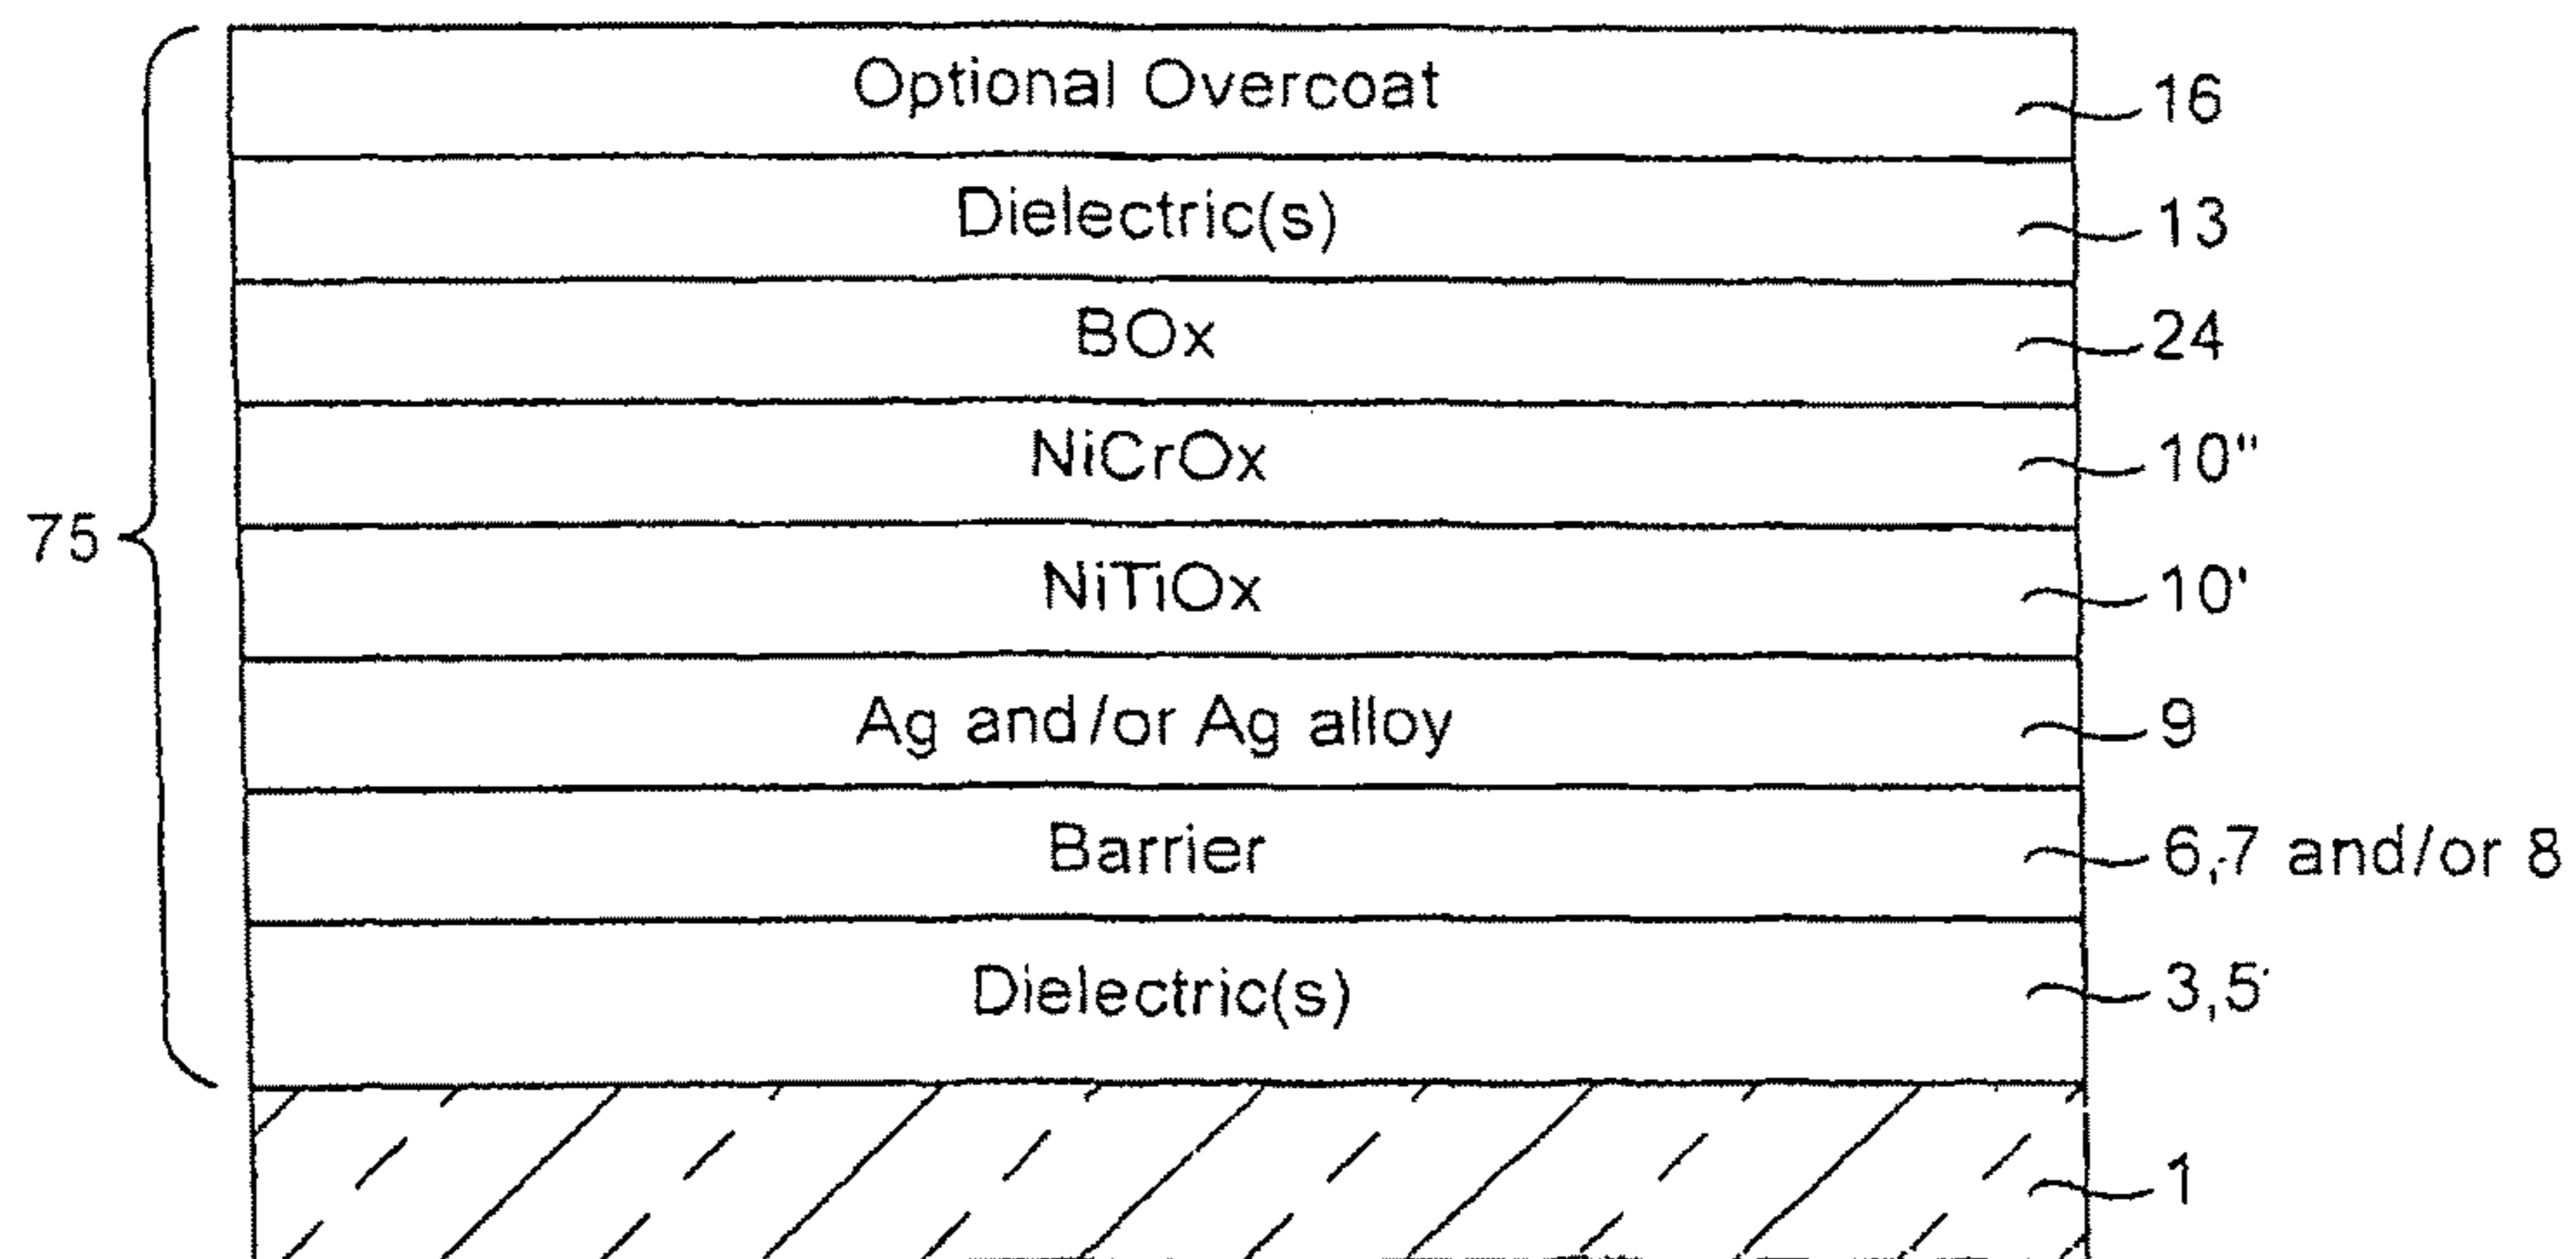 Optional Overcoat 16
Dielectric(s) 13
BOx 24
NiCrOx 10"
75
NiTiOx 10'
Ag and/or Ag alloy 9
Barrier 6,7 and/or 8
Dielectric(s) 3,5
1